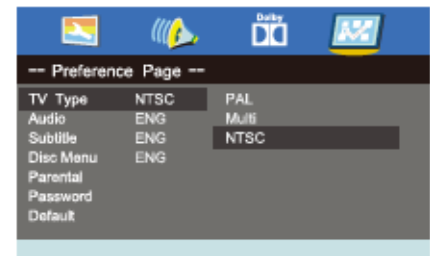 Dolby
-- Preference Page --
TV Type NTSC PAL
Audio ENG Multi
Subtitle ENG NTSC
Disc Menu ENG
Parental
Password
Default